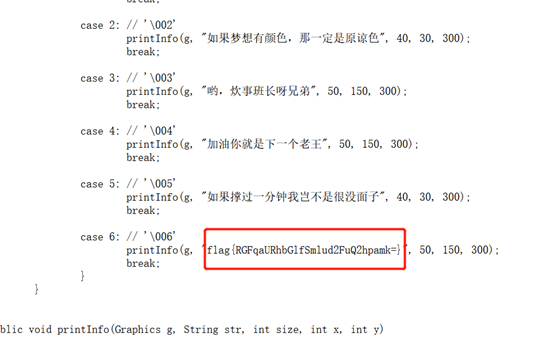 case 2: // '\002'
printInfo(g, "如果梦想有颜色，那一定是原谅色", 40, 30, 300);
break;
case 3: // '\003'
printInfo(g, "哟，炊事班长呀兄弟", 50, 150, 300);
break;
case 4: // '\004'
printInfo(g, "加油你就是下一个老王", 50, 150, 300);
break;
case 5: // '\005'
printInfo(g, "如果撑过一分钟我岂不是很没面子", 40, 30, 300);
break;
case 6: // '\006'
printInfo(g, "flag{RGFqaURhbGlfSmlud2FuQ2hpamk=}", 50, 150, 300);
break;
}
}
blic void printInfo(Graphics g, String str, int size, int x, int y)